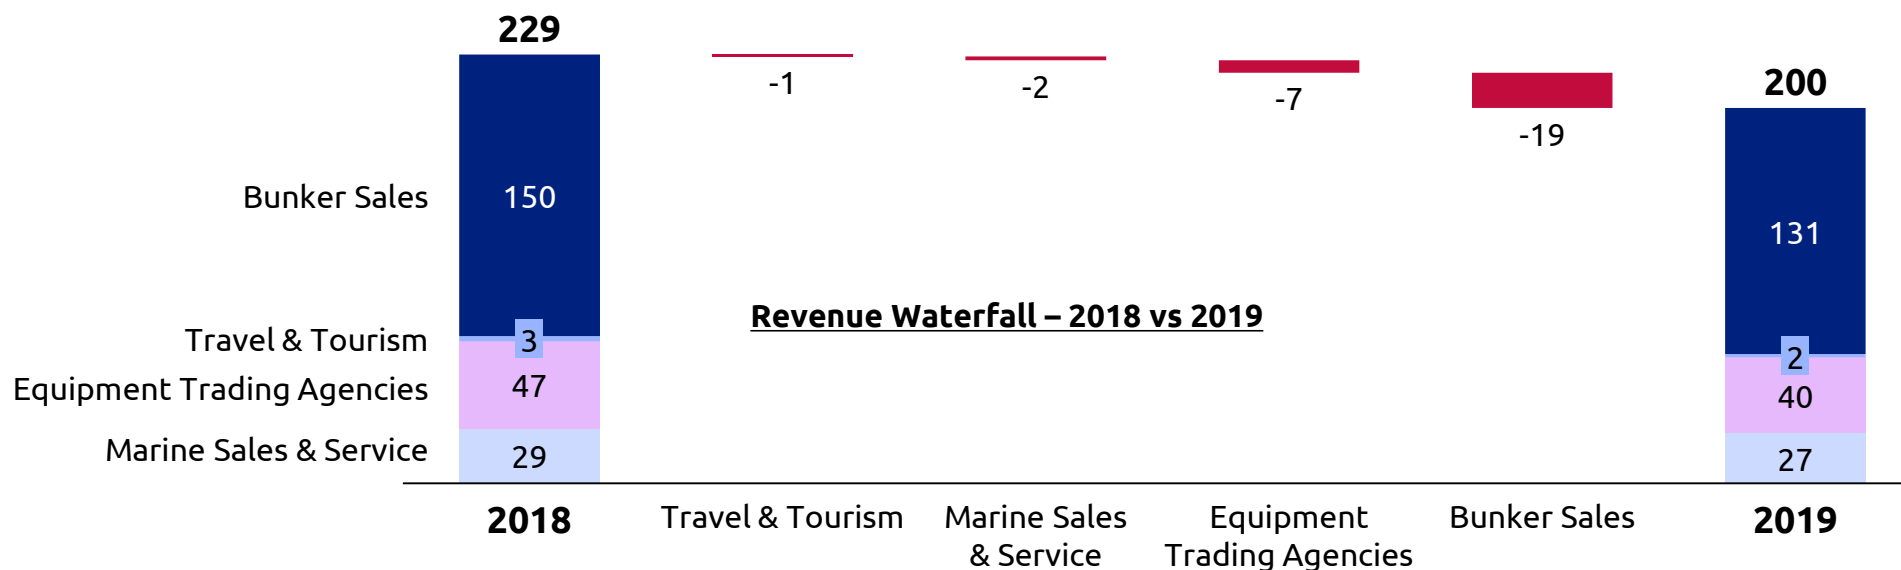 229
-1
-2
-7
-19
200
Bunker Sales
150
131
Revenue Waterfall – 2018 vs 2019
Travel & Tourism
3
2
Equipment Trading Agencies
47
40
Marine Sales & Service
29
27
2018
Travel & Tourism
Marine Sales
& Service
Equipment
Trading Agencies
Bunker Sales
2019